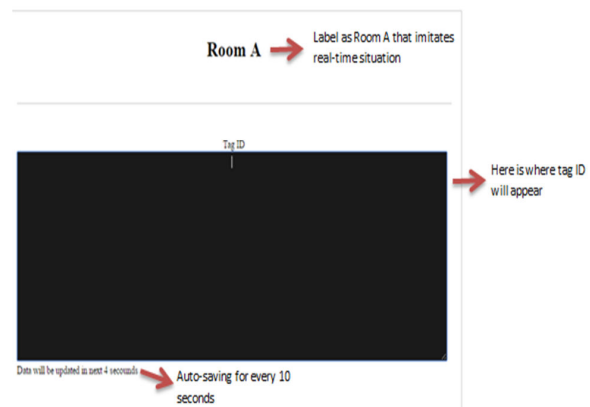 Room A
Label as Room A that imitates
real-time situation
Tag ID
Here is where tag ID
will appear
Data will be updated in next 4 secounds
Auto-saving for every 10
seconds